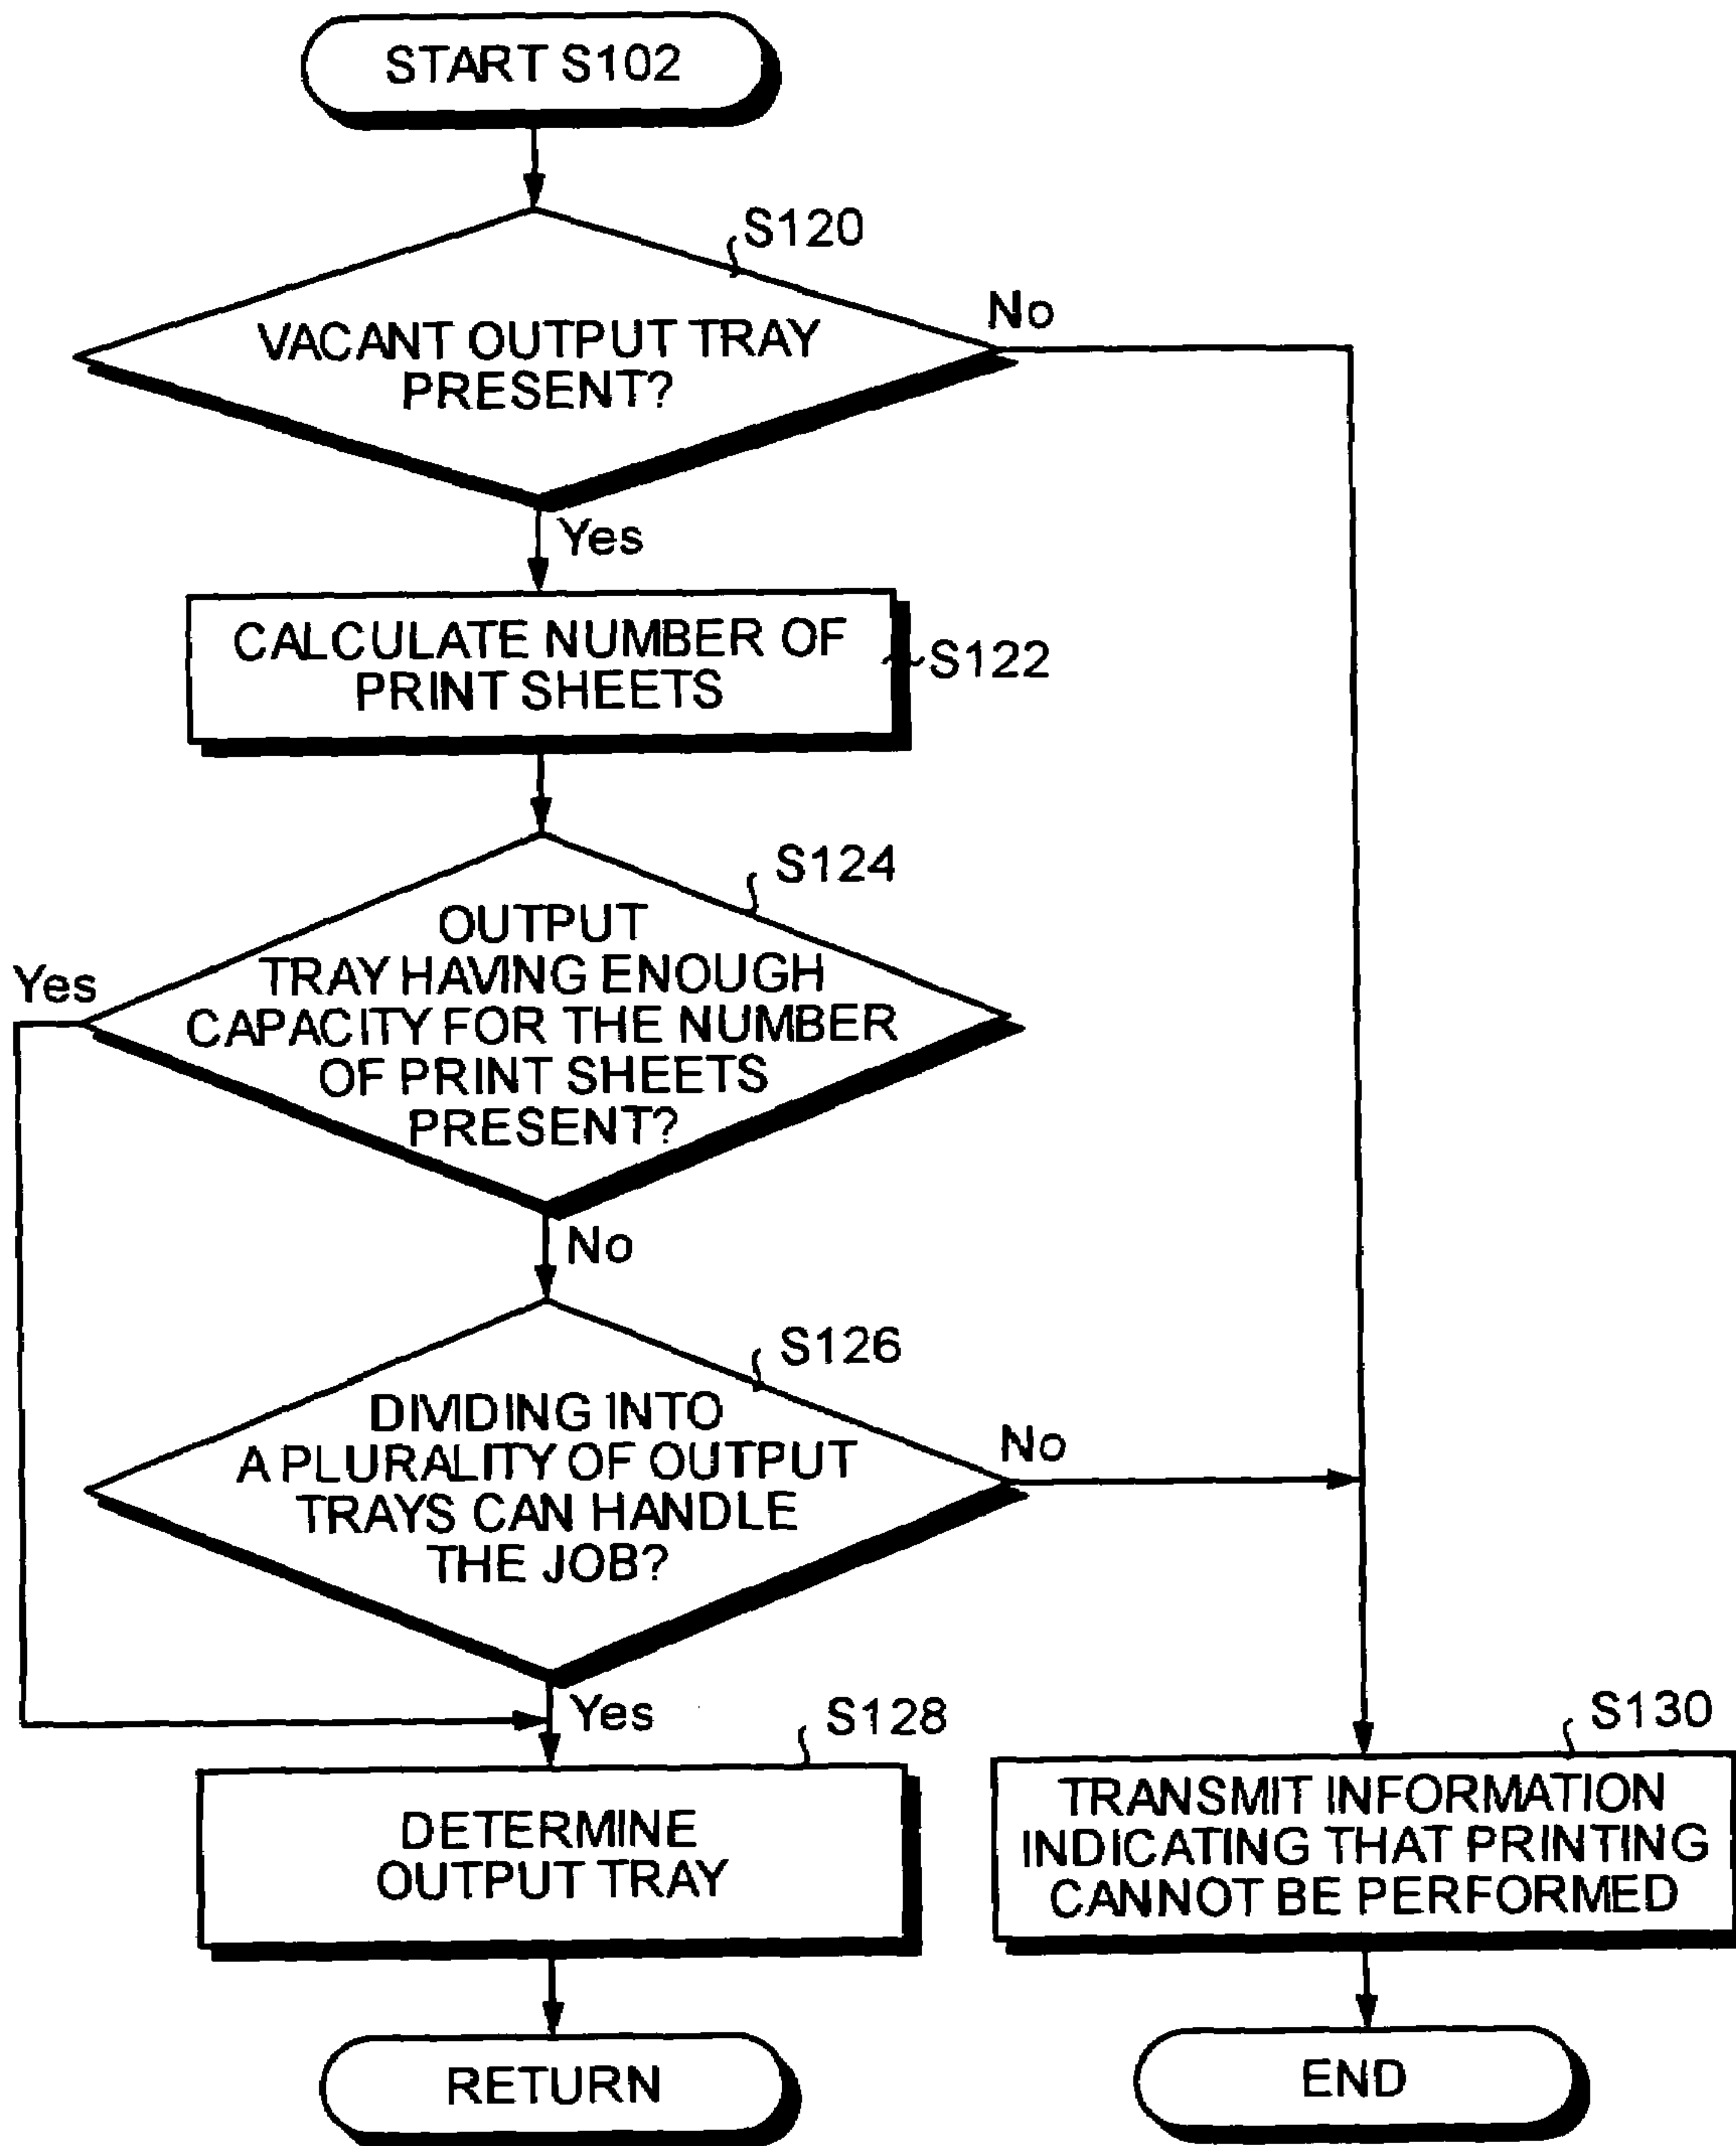 START S102
S120
No
VACANT OUTPUT TRAY
PRESENT?
Yes
CALCULATE NUMBER OF
PRINT SHEETS
S122
S124
OUTPUT
TRAY HAVING ENOUGH
CAPACITY FOR THE NUMBER
OF PRINT SHEETS
PRESENT?
Yes
No
S126
DIVIDING INTO
A PLURALITY OF OUTPUT
TRAYS CAN HANDLE
THE JOB?
No
Yes
S128
DETERMINE
OUTPUT TRAY
S130
TRANSMIT INFORMATION
INDICATING THAT PRINTING
CANNOT BE PERFORMED
RETURN
END